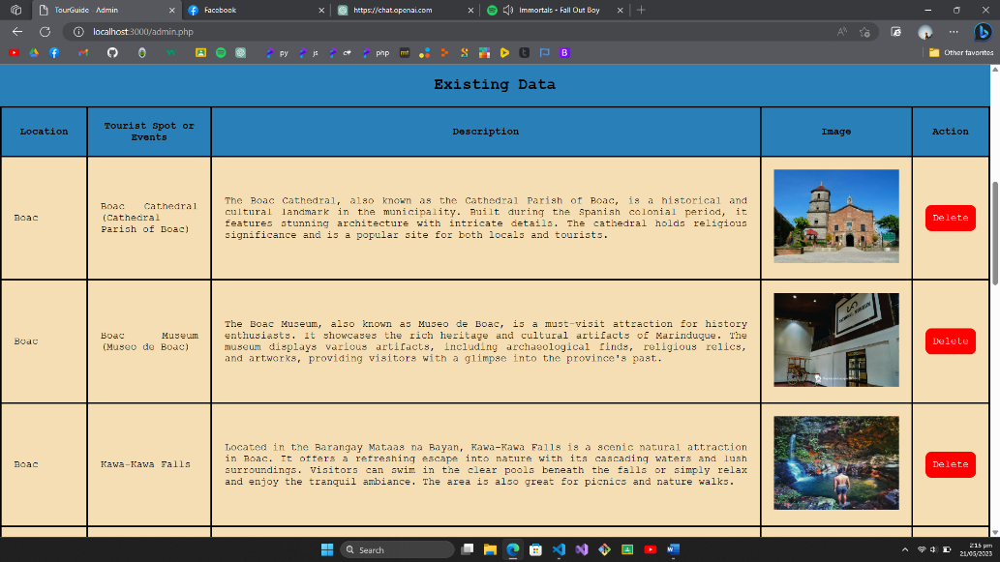 TourGuide - Admin
Facebook
https://chat.openai.com
Immortals • Fall Out Boy
localhost:3000/admin.php
py
js
c#
php
Other favorites
Existing Data
Location
Tourist Spot or
Events
Description
Image
Action
Boac
Boac Cathedral
(Cathedral
Parish of Boac)
The Boac Cathedral, also known as the Cathedral Parish of Boac, is a historical and
cultural landmark in the municipality. Built during the Spanish colonial period, it
features stunning architecture with intricate details. The cathedral holds religious
significance and is a popular site for both locals and tourists.
Delete
Boac
Boac Museum
(Museo de Boac)
The Boac Museum, also known as Museo de Boac, is a must-visit attraction for history
enthusiasts. It showcases the rich heritage and cultural artifacts of Marinduque. The
museum displays various artifacts, including archaeological finds, religious relics,
and artworks, providing visitors with a glimpse into the province's past.
Delete
Boac
Kawa-Kawa Falls
Located in the Barangay Mataas na Bayan, Kawa-Kawa Falls is a scenic natural attraction
in Boac. It offers a refreshing escape into nature with its cascading waters and lush
surroundings. Visitors can swim in the clear pools beneath the falls or simply relax
and enjoy the tranquil ambiance. The area is also great for picnics and nature walks.
Delete
Search
2:15 pm
21/05/2023